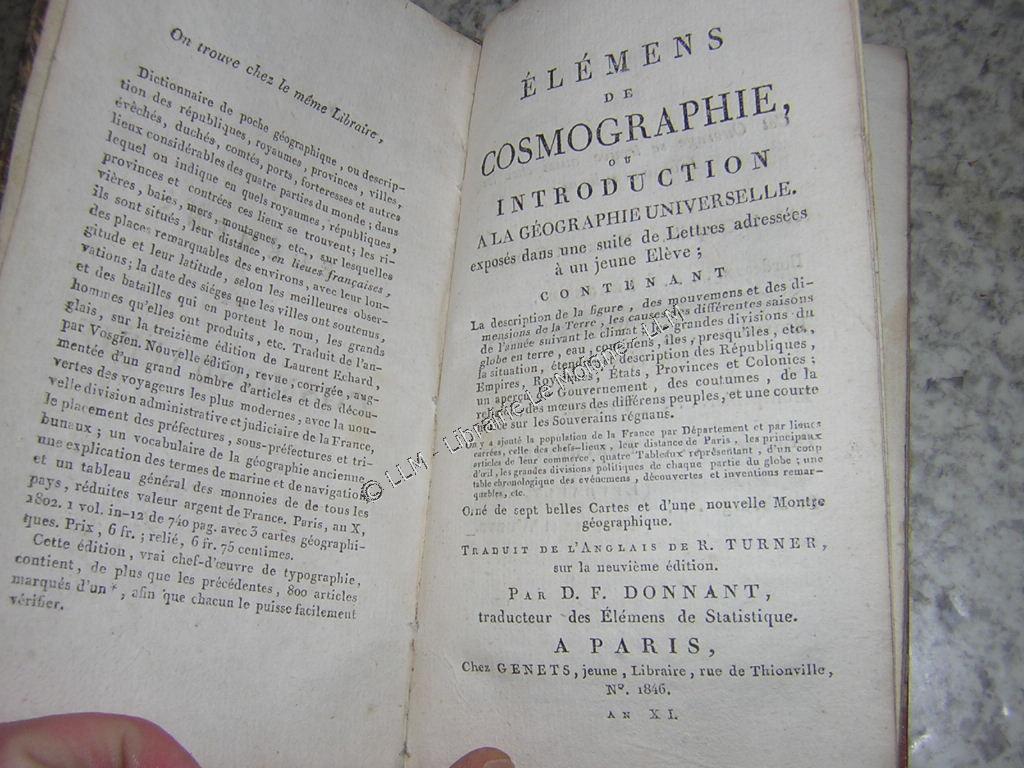 On trouve chez le même Libraire,
Dictionnaire de poche géographique, ou descrip-
tion des républiques, royaumes, provinces, villes,
évêchés, duchés, comtés, ports, forteresses et autres
lieux considérables des quatre parties du monde; dans
lequel on indique en quels royaumes, républiques,
provinces et contrées ces lieux se trouvent; les ri-
vières, baies, mers, montagnes, etc., sur lesquelles
ils sont situés, leur distance, en lieues françaises,
des places remarquables des environs, avec leur lon-
gitude et leur latitude, selon les meilleures obser-
vations; la date des siéges que les villes ont soutenus,
et des batailles qui en portent le nom, les grands
hommes qu'elles ont produits, etc. Traduit de l'an-
glais, sur la treizième édition de Laurent Echard,
par Vosgien. Nouvelle édition, revue, corrigée, aug-
mentée d'un grand nombre d'articles et des décou-
vertes des voyageurs les plus modernes, avec la nou-
velle division administrative et judiciaire de la France,
le placement des préfectures, sous-préfectures et tri-
bunaux; un vocabulaire de la géographie ancienne,
une explication des termes de marine et de navigation
et un tableau général des monnoies de tous les
pays, réduites valeur argent de France. Paris, an X,
1802. 1 vol. in-12 de 740 pag. avec 3 cartes géographi-
ques. Prix, 6 fr.; relié, 6 fr. 75 centimes.
Cette édition, vrai chef-d'œuvre de typographie,
contient, de plus que les précédentes, 800 articles
marqués d'un *, afin que chacun le puisse facilement
vérifier.
ÉLÉMENS
DE
COSMOGRAPHIE,
OU
INTRODUCTION
A LA GÉOGRAPHIE UNIVERSELLE.
exposés dans une suite de Lettres adressées
à un jeune Elève;
CONTENANT
La description de la figure, des mouvemens et des di-
mensions de la Terre, les causes des différentes saisons
de l'année suivant le climat, les grandes divisions du
globe en terre, eau, continens, îles, presqu'îles, etc.,
la situation, étendue et description des Républiques,
Empires, Royaumes, Etats, Provinces et Colonies;
un aperçu du Gouvernement, des coutumes, de la
religion, des mœurs des différens peuples, et une courte
notice sur les Souverains régnans.
On y a ajouté la population de la France par Département et par lieues
carrées, celle des chefs-lieux, leur distance de Paris, les principaux
articles de leur commerce, quatre Tableaux représentant, d'un coup
d'œil, les grandes divisions politiques de chaque partie du globe; une
table chronologique des événemens, découvertes et inventions remar-
quables, etc.
Orné de sept belles Cartes et d'une nouvelle Montre
géographique.
TRADUIT DE L'ANGLAIS DE R. TURNER,
sur la neuvième édition.
PAR D. F. DONNANT,
traducteur des Élémens de Statistique.
A PARIS,
Chez GENETS, jeune, Libraire, rue de Thionville,
Nº. 1846.
AN XI.
© LLM - Librairie Le Moine - LLM